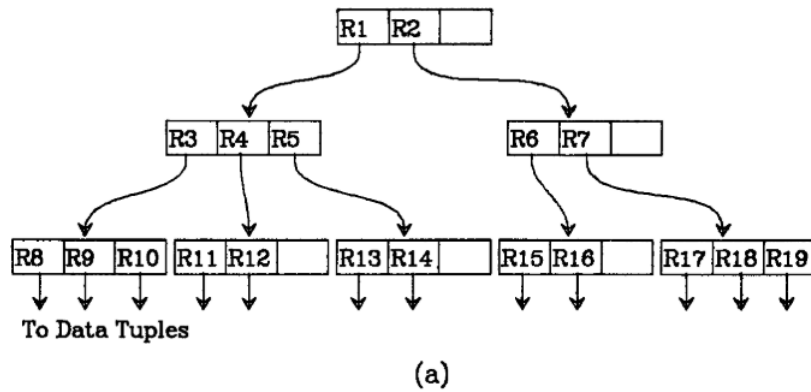 R1 R2
R3 R4 R5
R6 R7
R8 R9 R10
R11 R12
R13 R14
R15 R16
R17 R18 R19
To Data Tuples
(a)